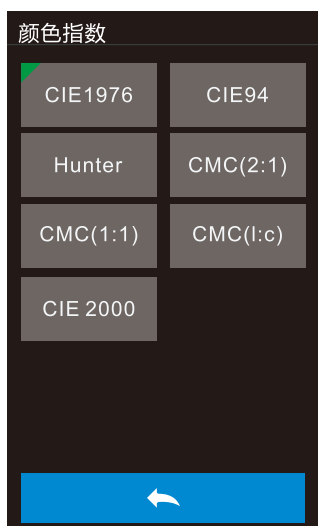 颜色指数
CIE1976 CIE94
Hunter CMC(2:1)
CMC(1:1) CMC(l:c)
CIE 2000